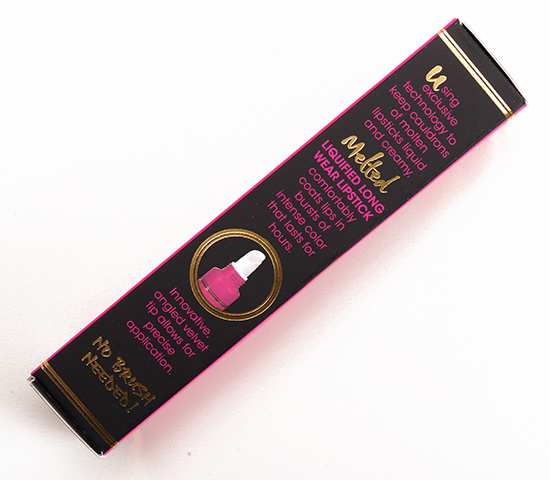 Using
exclusive
technology to
keep cauldrons
of molten
lipsticks liquid
and creamy,
Melted
LIQUIFIED LONG
WEAR LIPSTICK
comfortably
coats lips in
bursts of
intense color
that lasts for
hours.
Innovative,
angled velvet
tip allows for
precise
application.
NO BRUSH
NEEDED!